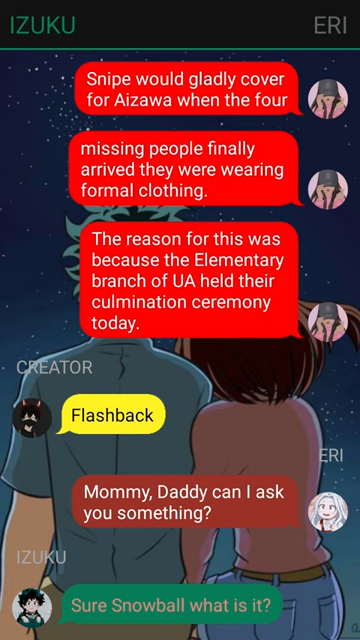 IZUKU
ERI
Snipe would gladly cover
for Aizawa when the four
missing people finally
arrived they were wearing
formal clothing.
The reason for this was
because the Elementary
branch of UA held their
culmination ceremony
today.
CREATOR
Flashback
ERI
Mommy, Daddy can I ask
you something?
IZUKU
Sure Snowball what is it?